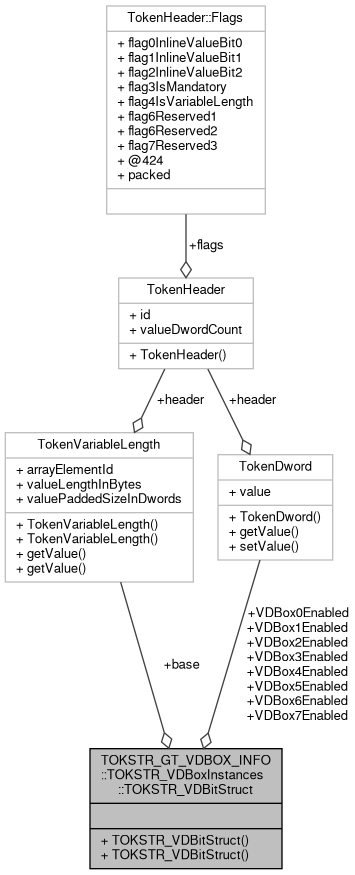 TokenHeader::Flags
+ flag0InlineValueBit0
+ flag1InlineValueBit1
+ flag2InlineValueBit2
+ flag3IsMandatory
+ flag4IsVariableLength
+ flag6Reserved1
+ flag6Reserved2
+ flag7Reserved3
+ @424
+ packed
+flags
TokenHeader
+ id
+ valueDwordCount
+ TokenHeader()
+header
+header
TokenVariableLength
+ arrayElementId
+ valueLengthInBytes
+ valuePaddedSizeInDwords
+ TokenVariableLength()
+ TokenVariableLength()
+ getValue()
+ getValue()
TokenDword
+ value
+ TokenDword()
+ getValue()
+ setValue()
+base
+VDBox0Enabled
+VDBox1Enabled
+VDBox2Enabled
+VDBox3Enabled
+VDBox4Enabled
+VDBox5Enabled
+VDBox6Enabled
+VDBox7Enabled
TOKSTR_GT_VDBOX_INFO
::TOKSTR_VDBoxInstances
::TOKSTR_VDBitStruct
+ TOKSTR_VDBitStruct()
+ TOKSTR_VDBitStruct()